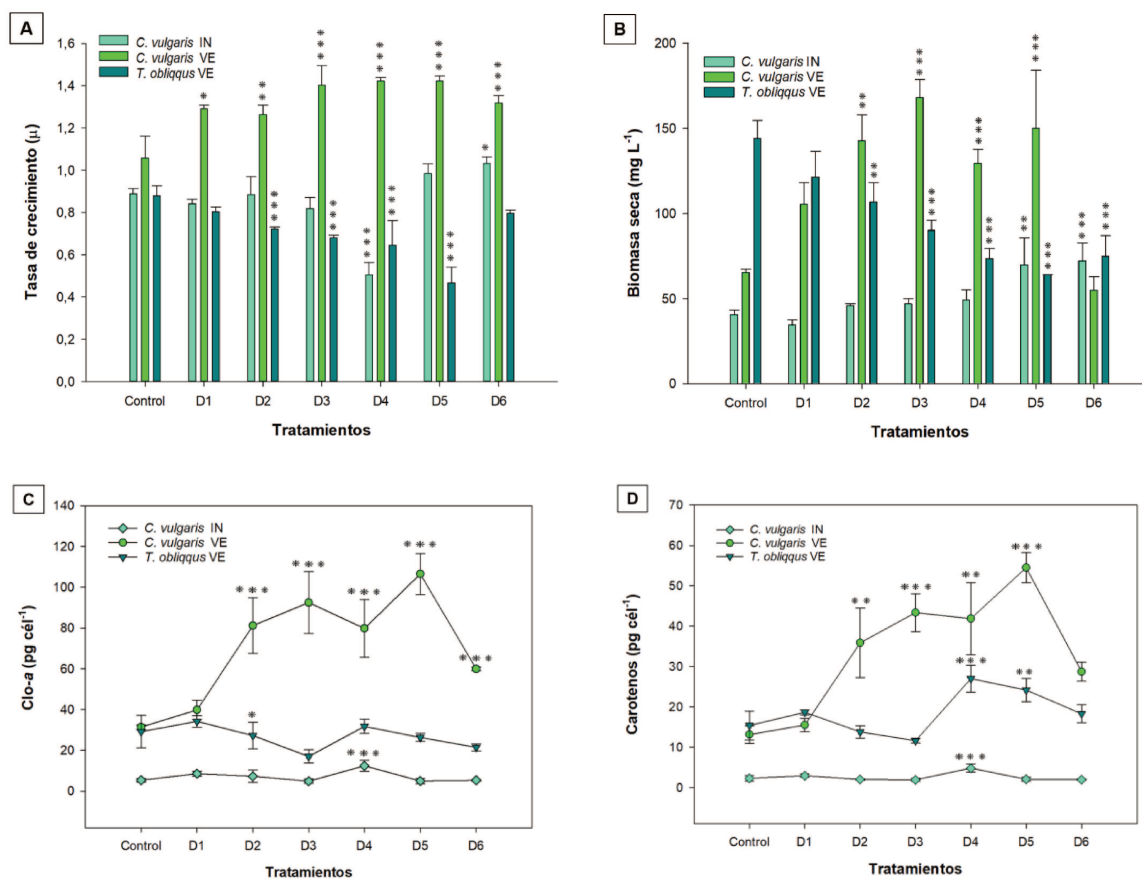 A
Tasa de crecimiento (μ)
1,6
1,4
1,2
1,0
0,8
0,6
0,4
0,2
0,0
C. vulgaris IN
C. vulgaris VE
T. obliqqus VE
*
**
***
***
***
***
***
***
***
***
***
*
Control D1 D2 D3 D4 D5 D6
Tratamientos
B
Biomasa seca (mg L⁻¹)
200
150
100
50
0
C. vulgaris IN
C. vulgaris VE
T. obliqqus VE
**
**
***
***
***
***
**
***
***
***
***
Control D1 D2 D3 D4 D5 D6
Tratamientos
C
Clo-a (pg cél⁻¹)
140
120
100
80
60
40
20
0
C. vulgaris IN
C. vulgaris VE
T. obliqqus VE
***
***
***
***
***
*
***
Control D1 D2 D3 D4 D5 D6
Tratamientos
D
Carotenos (pg cél⁻¹)
70
60
50
40
30
20
10
0
C. vulgaris IN
C. vulgaris VE
T. obliqqus VE
**
***
**
***
***
**
***
Control D1 D2 D3 D4 D5 D6
Tratamientos